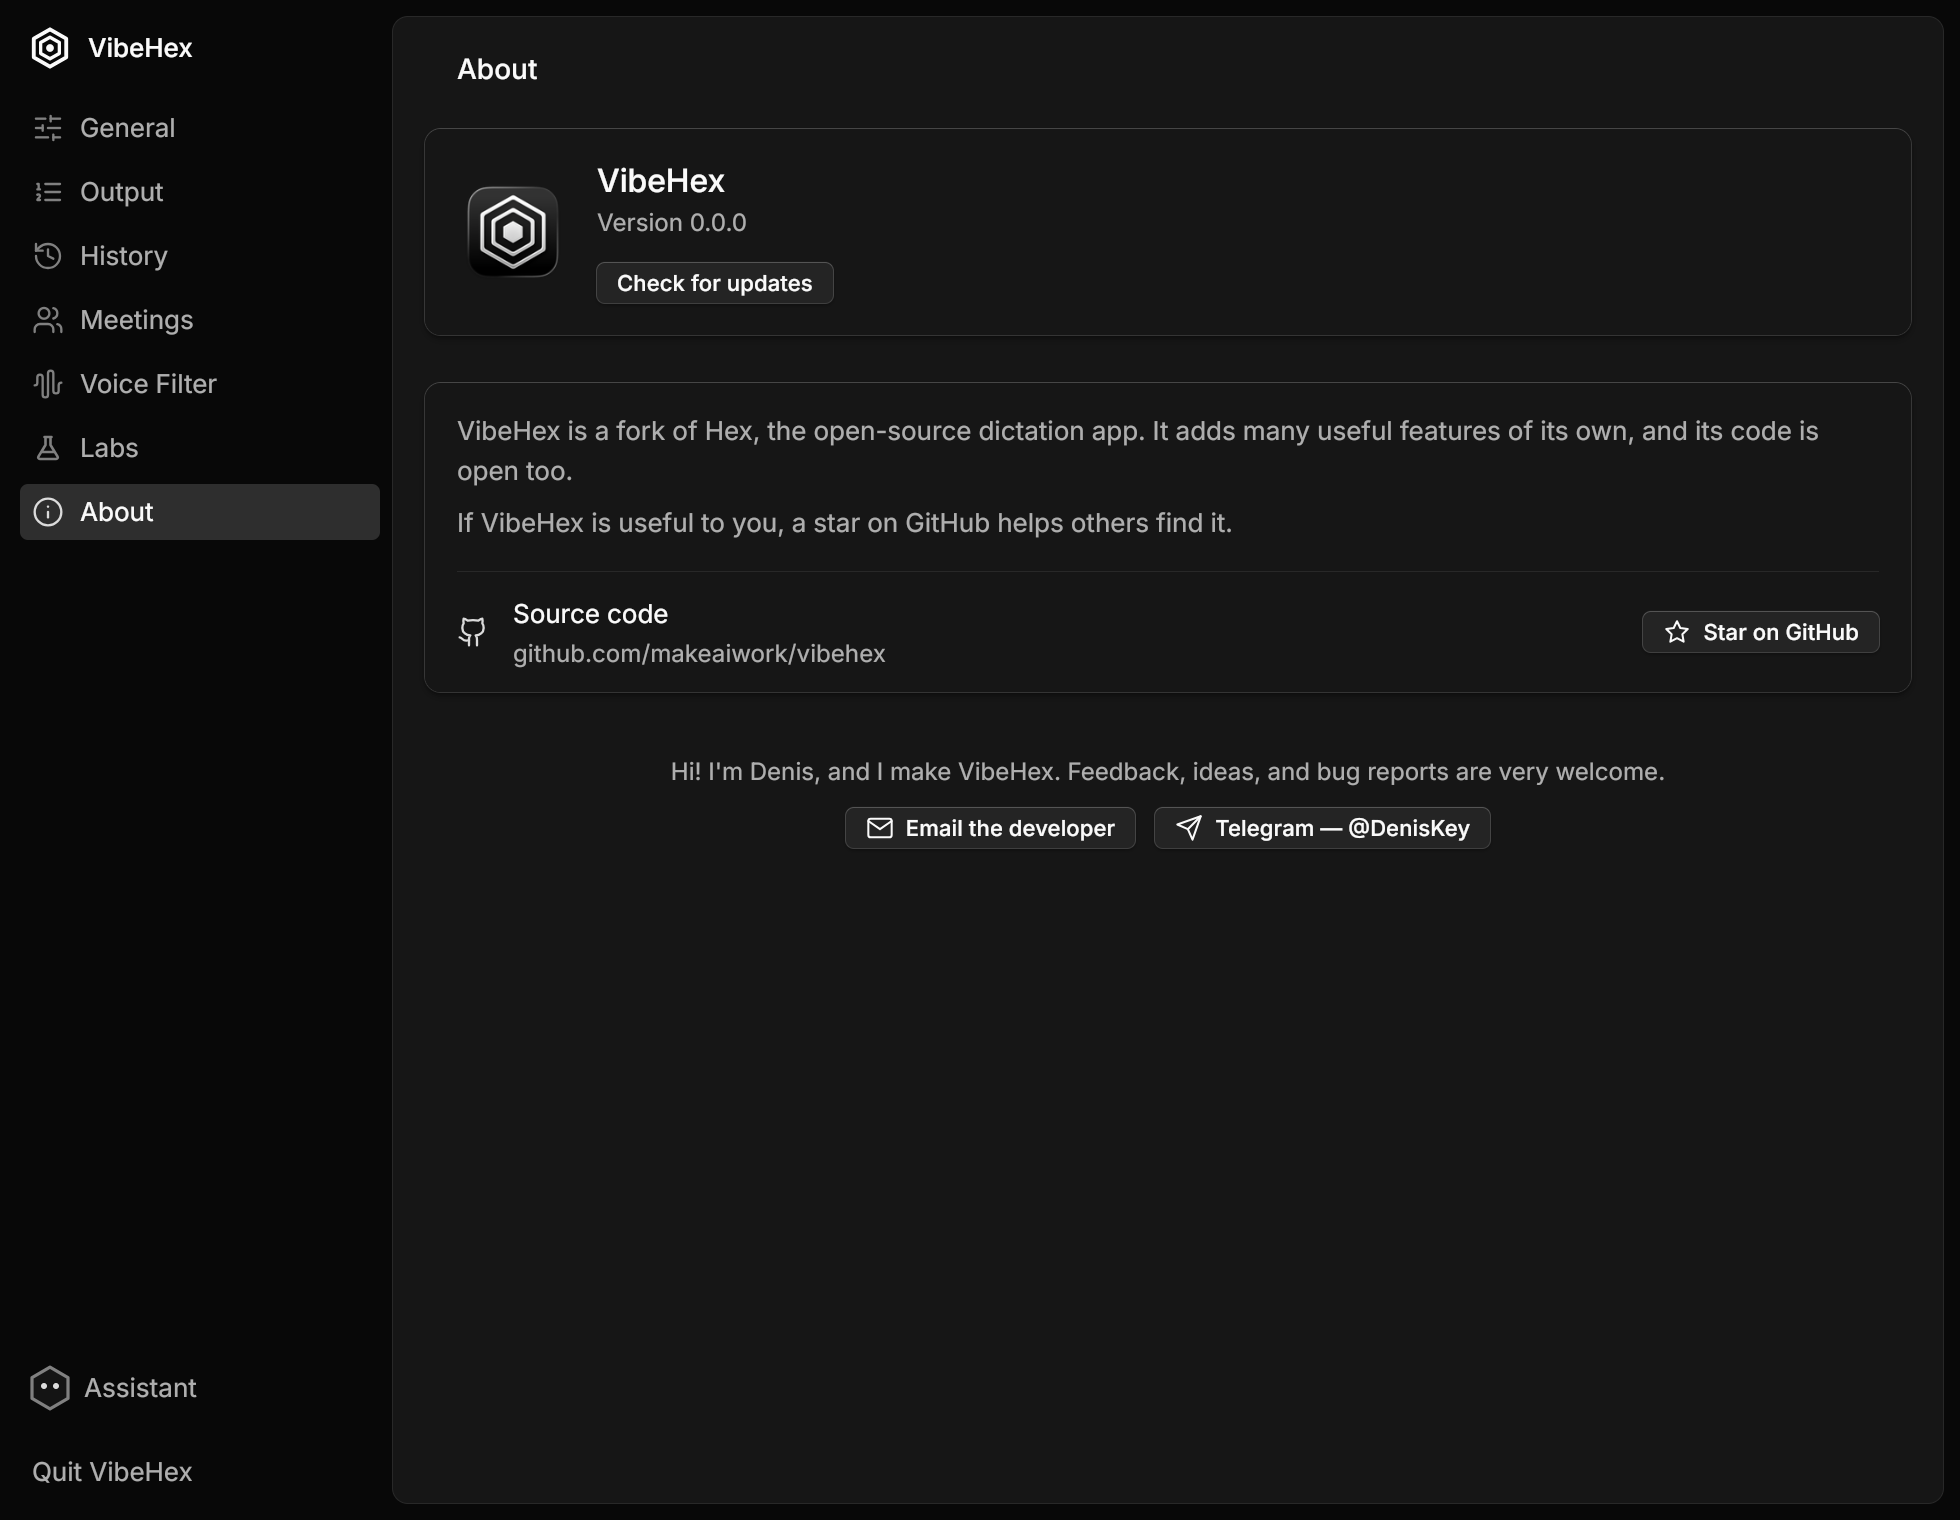 VibeHex
General
Output
History
Meetings
Voice Filter
Labs
About
Assistant
Quit VibeHex
About
VibeHex
Version 0.0.0
Check for updates
VibeHex is a fork of Hex, the open-source dictation app. It adds many useful features of its own, and its code is
open too.
If VibeHex is useful to you, a star on GitHub helps others find it.
Source code
github.com/makeaiwork/vibehex
Star on GitHub
Hi! I'm Denis, and I make VibeHex. Feedback, ideas, and bug reports are very welcome.
Email the developer
Telegram — @DenisKey